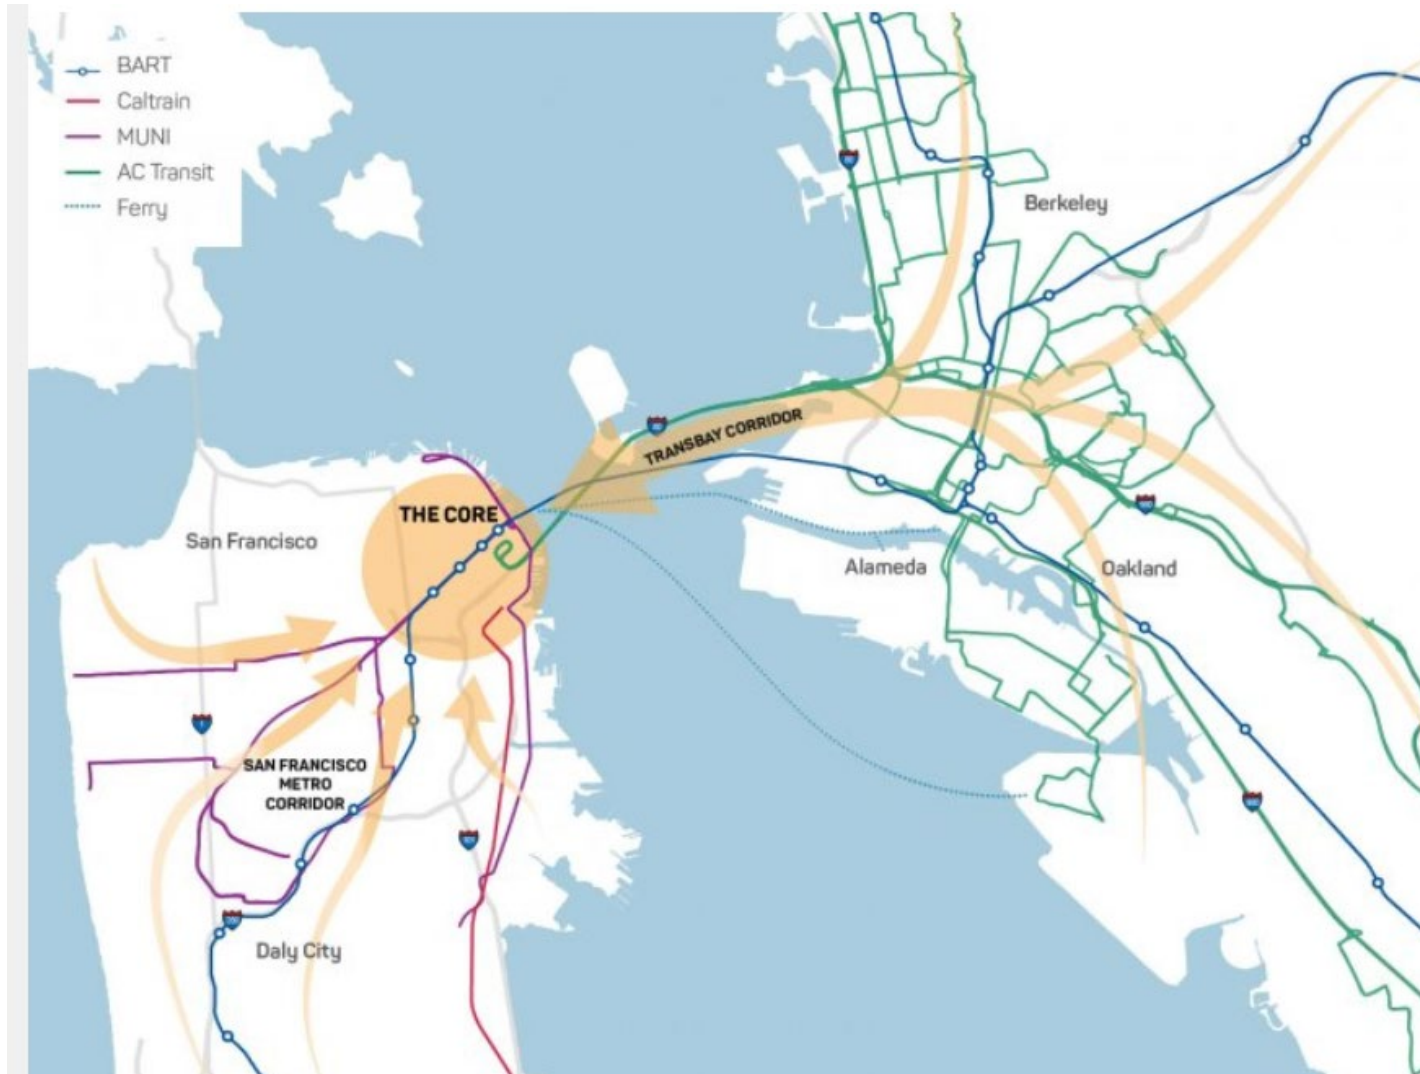 BART
Caltrain
MUNI
AC Transit
Ferry
Berkeley
TRANSBAY CORRIDOR
THE CORE
San Francisco
Alameda
Oakland
SAN FRANCISCO
METRO
CORRIDOR
Daly City